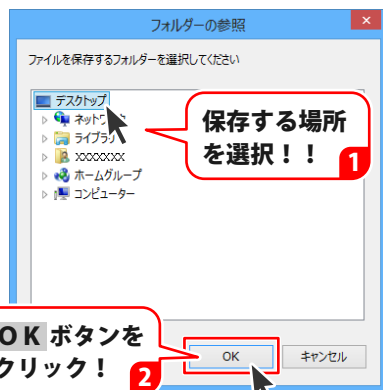 フォルダーの参照
ファイルを保存するフォルダーを選択してください
デスクトップ
ライブラリ
XXXXXXX
ホームグループ
コンピューター
保存する場所
を選択！！
1
OK ボタンを
クリック！
2
OK
キャンセル